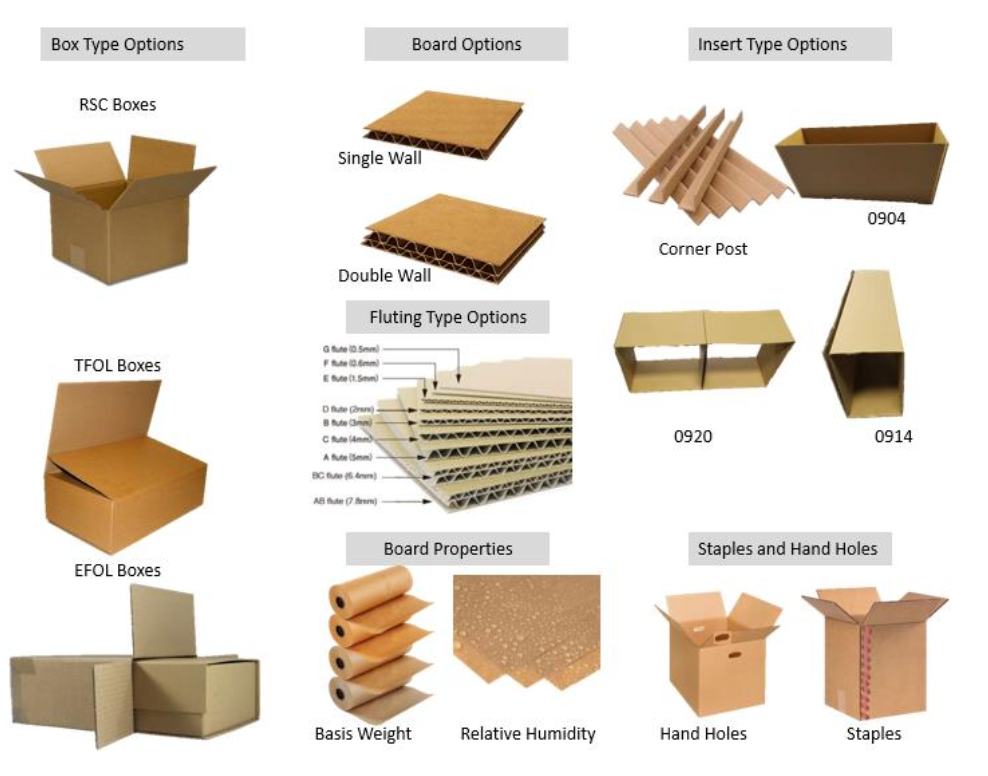 Box Type Options
Board Options
Insert Type Options
RSC Boxes
Single Wall
Double Wall
Corner Post
0904
Fluting Type Options
G flute (0.5mm)
F flute (0.6mm)
E flute (1.5mm)
D flute (2mm)
B flute (3mm)
C flute (4mm)
A flute (5mm)
BC flute (6.4mm)
AB flute (7.8mm)
0920
0914
TFOL Boxes
EFOL Boxes
Board Properties
Staples and Hand Holes
Basis Weight
Relative Humidity
Hand Holes
Staples